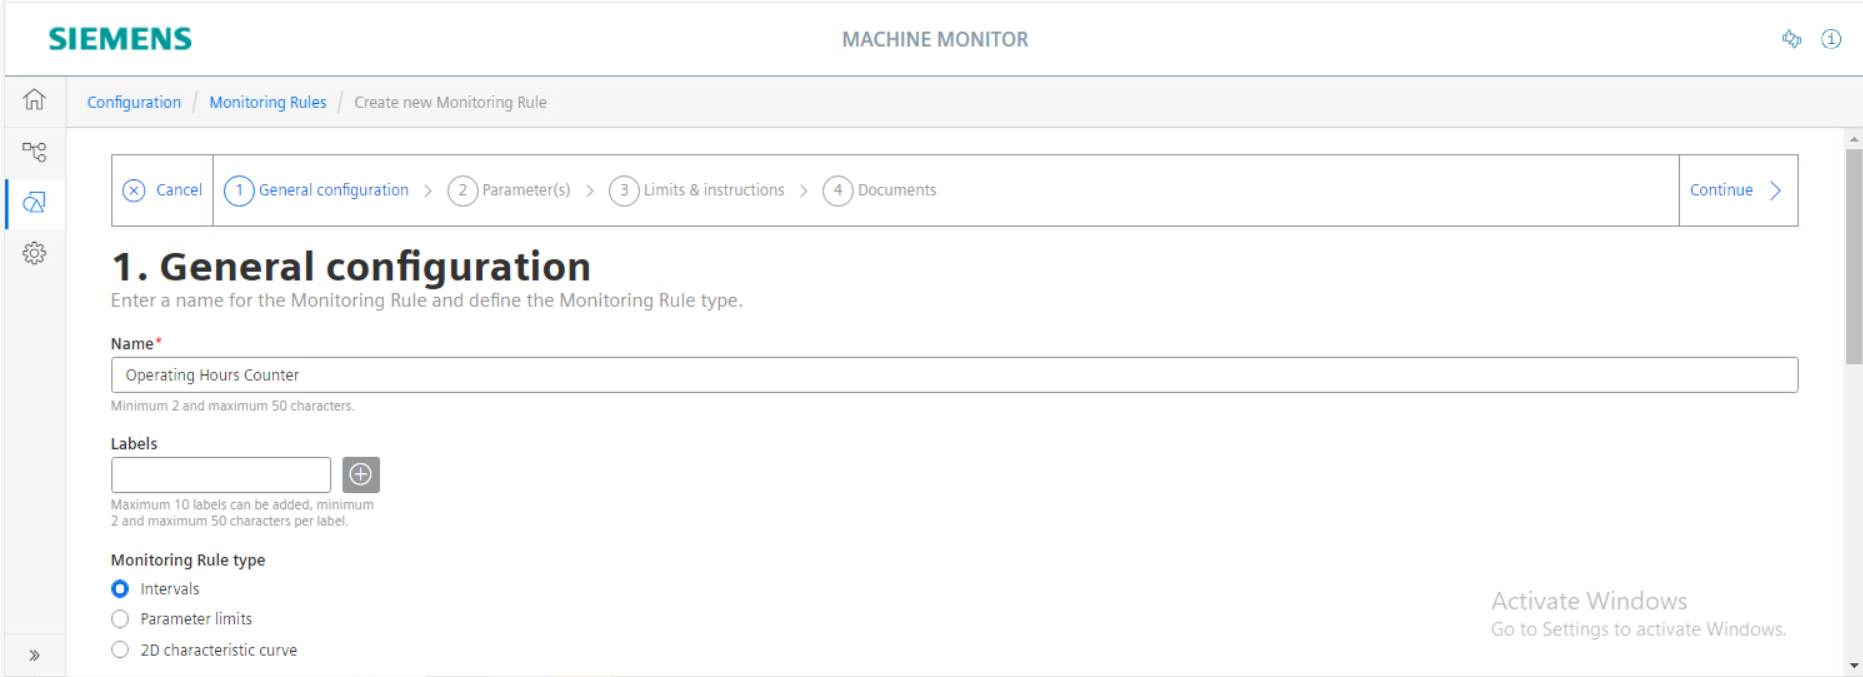 SIEMENS
MACHINE MONITOR
Configuration / Monitoring Rules / Create new Monitoring Rule
Cancel 1 General configuration > 2 Parameter(s) > 3 Limits & instructions > 4 Documents Continue >
1. General configuration
Enter a name for the Monitoring Rule and define the Monitoring Rule type.
Name*
Operating Hours Counter
Minimum 2 and maximum 50 characters.
Labels
Maximum 10 labels can be added, minimum
2 and maximum 50 characters per label.
Monitoring Rule type
Intervals
Parameter limits
2D characteristic curve
Activate Windows
Go to Settings to activate Windows.